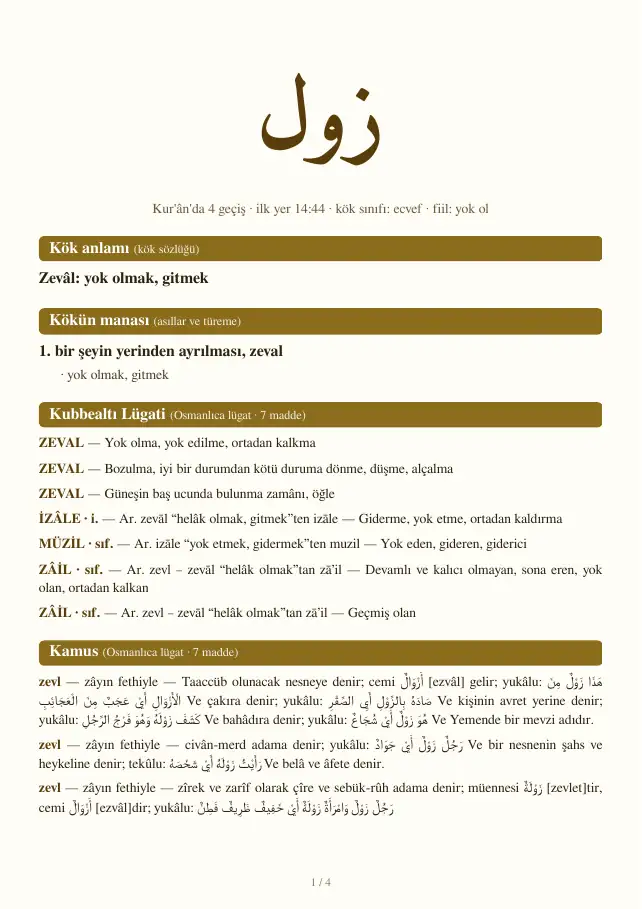 زول
Kur'ân'da 4 geçiş · ilk yer 14:44 · kök sınıfı: ecvef · fiil: yok ol
Kök anlamı (kök sözlüğü)
Zevâl: yok olmak, gitmek
Kökün manası (asıllar ve türeme)
1. bir şeyin yerinden ayrılması, zeval
· yok olmak, gitmek
Kubbealtı Lügati (Osmanlıca lügat · 7 madde)
ZEVAL — Yok olma, yok edilme, ortadan kalkma
ZEVAL — Bozulma, iyi bir durumdan kötü duruma dönme, düşme, alçalma
ZEVAL — Güneşin baş ucunda bulunma zamânı, öğle
İZÂLE · i. — Ar. zevāl “helâk olmak, gitmek”ten izāle — Giderme, yok etme, ortadan kaldırma
MÜZİL · sıf. — Ar. izāle “yok etmek, gidermek”ten muzіl — Yok eden, gideren, giderici
ZÂİL · sıf. — Ar. zevl – zevāl “helâk olmak”tan zā’il — Devamlı ve kalıcı olmayan, sona eren, yok
olan, ortadan kalkan
ZÂİL · sıf. — Ar. zevl – zevāl “helâk olmak”tan zā’il — Geçmiş olan
Kamus (Osmanlıca lügat · 7 madde)
zevl — zâyın fethiyle — Taaccüb olunacak nesneye denir; cemi أَزْوَالٌ [ezvâl] gelir; yukâlu: هَذَا زَوْلٌ مِنَ
الْأَزْوَالِ أَيْ عَجَبٌ مِنَ الْعَجَائِبِ Ve çakıra denir; yukâlu: صَادَهُ بِالزَّوْلِ أَيِ الصَّقْرِ Ve kişinin avret yerine denir;
yukâlu: كَشَفَ زَوْلَهُ وَهُوَ فَرْجُ الرَّجُلِ Ve bahâdıra denir; yukâlu: هُوَ زَوْلٌ أَيْ شُجَاعٌ Ve Yemende bir mevzi adıdır.
zevl — zâyın fethiyle — civân-merd adama denir; yukâlu: رَجُلٌ زَوْلٌ أَيْ جَوَادٌ Ve bir nesnenin şahs ve
heykeline denir; tekûlu: رَأَيْتُ زَوْلَهُ أَيْ شَخْصَهُ Ve belâ ve âfete denir.
zevl — zâyın fethiyle — zîrek ve zarîf olarak çîre ve sebük-rûh adama denir; müennesi زَوْلَةٌ [zevlet]tir,
cemi أَزْوَالٌ [ezvâl]dir; yukâlu: رَجُلٌ زَوْلٌ وَامْرَأَةٌ زَوْلَةٌ أَيْ خَفِيفٌ ظَرِيفٌ فَطِنٌ
1 / 4